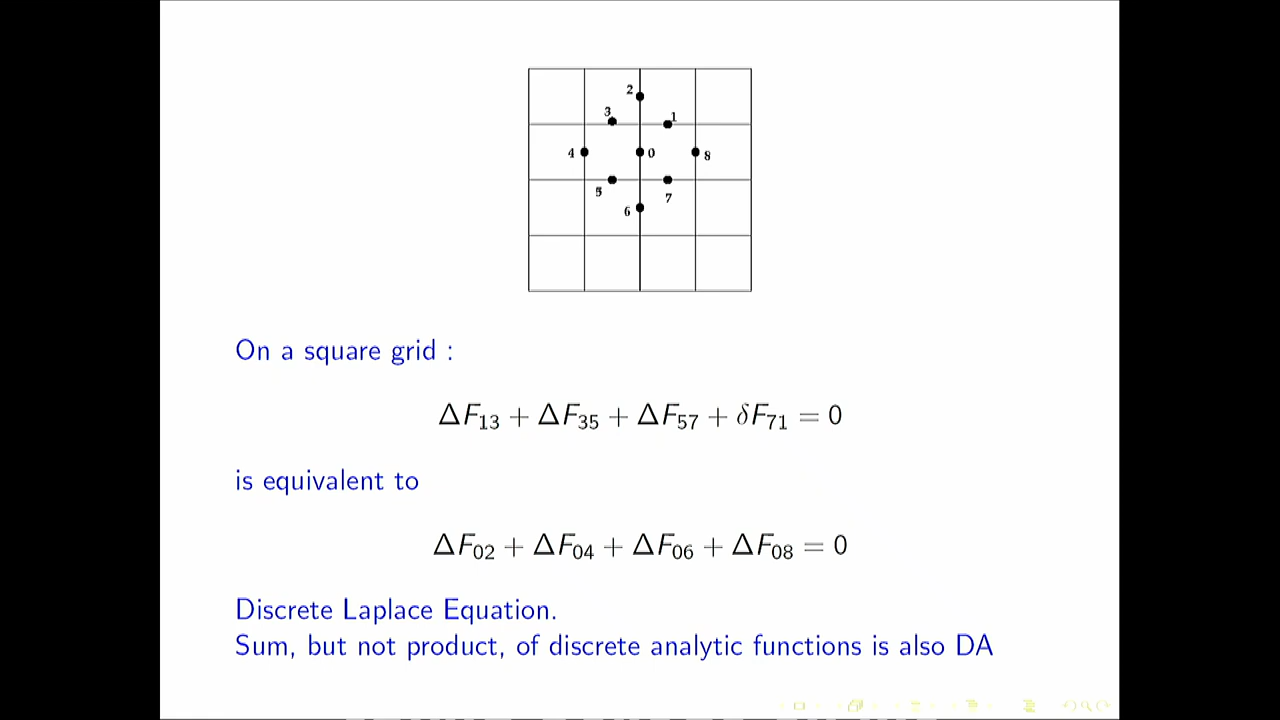 2
3
1
4
0
8
5
7
6
On a square grid :
ΔF₁₃ + ΔF₃₅ + ΔF₅₇ + δF₇₁ = 0
is equivalent to
ΔF₀₂ + ΔF₀₄ + ΔF₀₆ + ΔF₀₈ = 0
Discrete Laplace Equation.
Sum, but not product, of discrete analytic functions is also DA